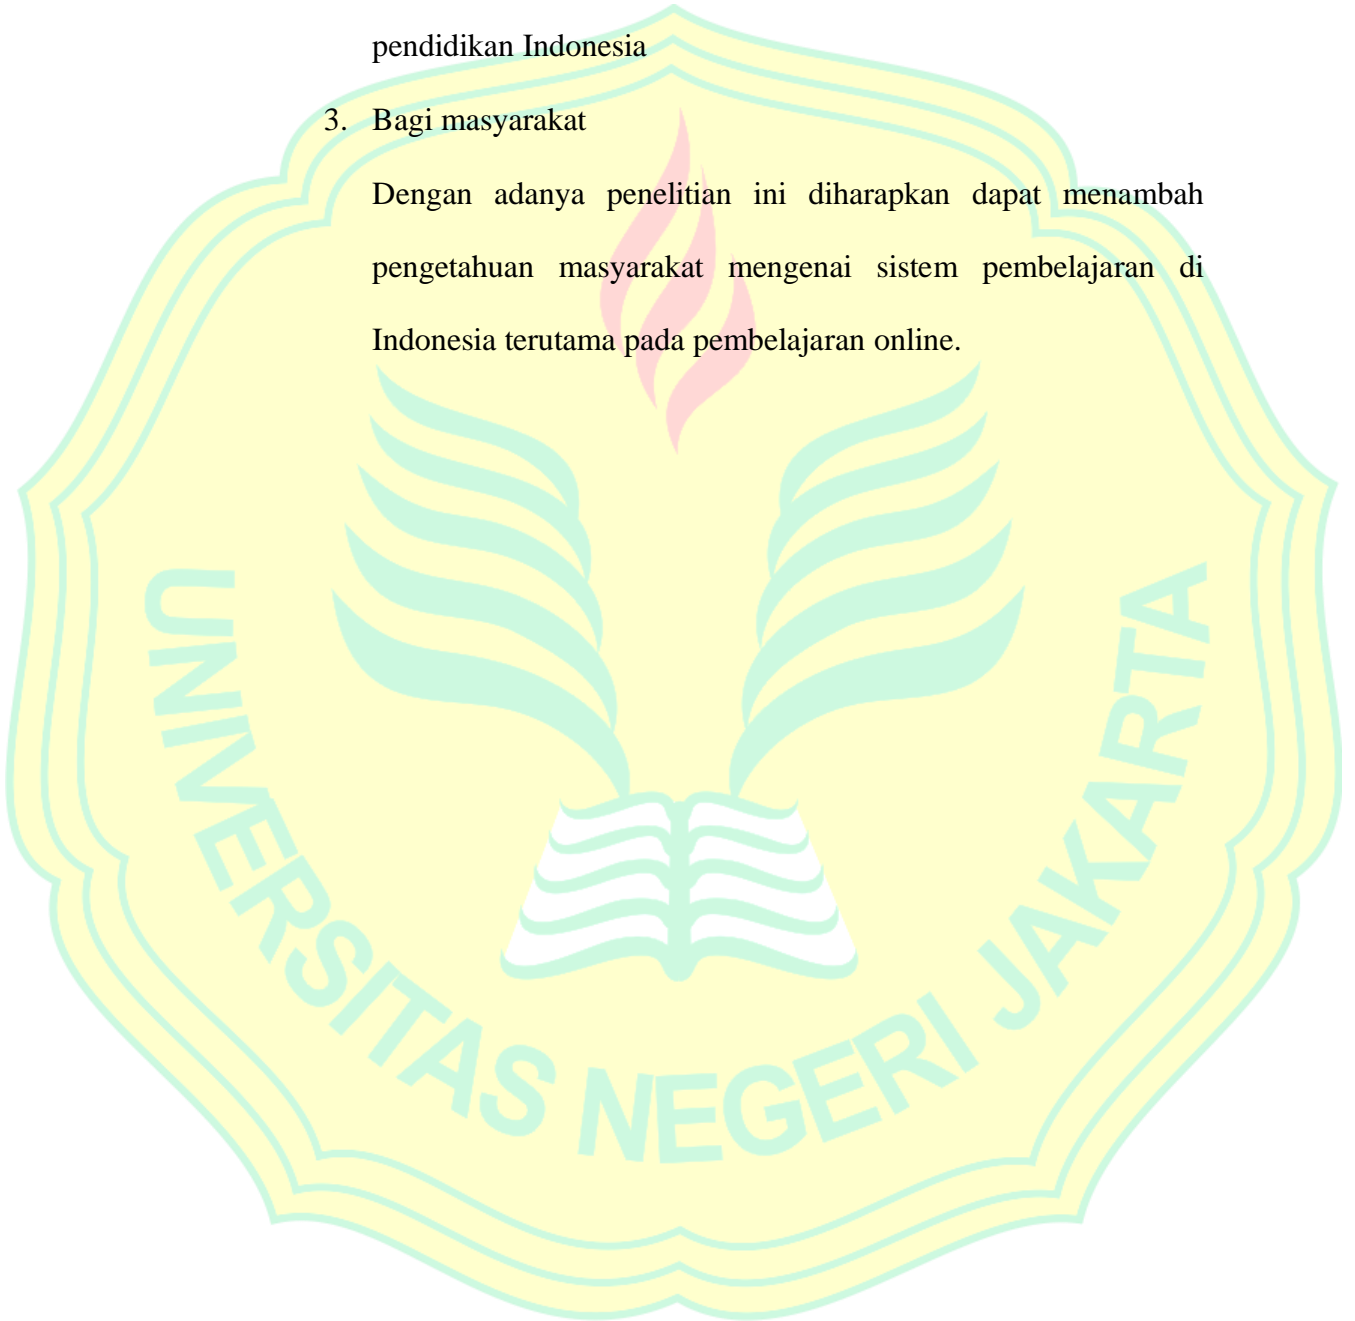 pendidikan Indonesia
3. Bagi masyarakat
Dengan adanya penelitian ini diharapkan dapat menambah
pengetahuan masyarakat mengenai sistem pembelajaran di
Indonesia terutama pada pembelajaran online.
UNIVERSITAS NEGERI JAKARTA